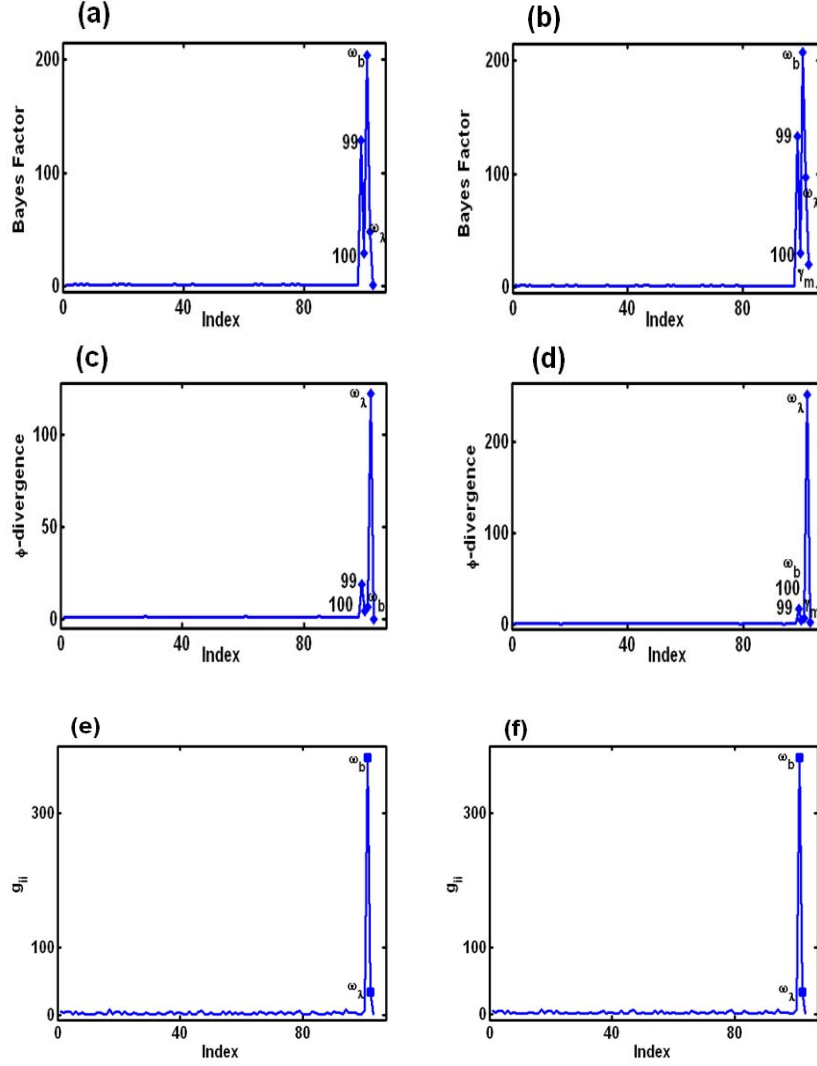 (a)
Bayes Factor
200
100
0
ω_b
99
ω_λ
100
0
40
80
Index
(b)
Bayes Factor
200
100
0
ω_b
99
ω_λ
100
γ_m
0
40
80
Index
(c)
ϕ-divergence
100
50
0
ω_λ
99
ω_b
100
0
40
80
Index
(d)
ϕ-divergence
200
100
0
ω_λ
ω_b
100
99
γ_m
0
40
80
Index
(e)
g_ii
300
100
0
ω_b
ω_λ
0
40
80
Index
(f)
g_ii
300
100
0
ω_b
ω_λ
0
40
80
Index